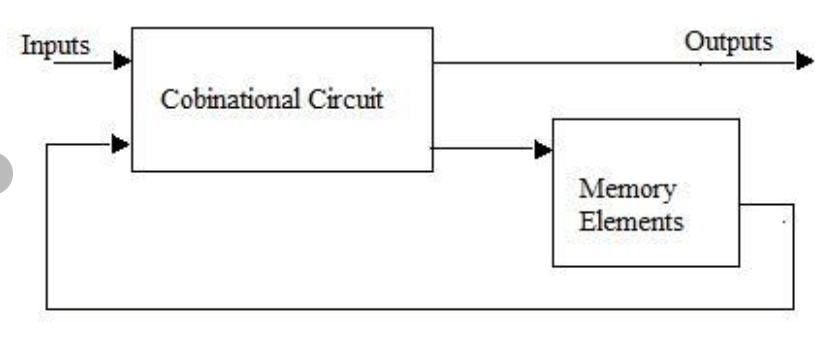 Inputs
Outputs
Cobinational Circuit
Memory
Elements